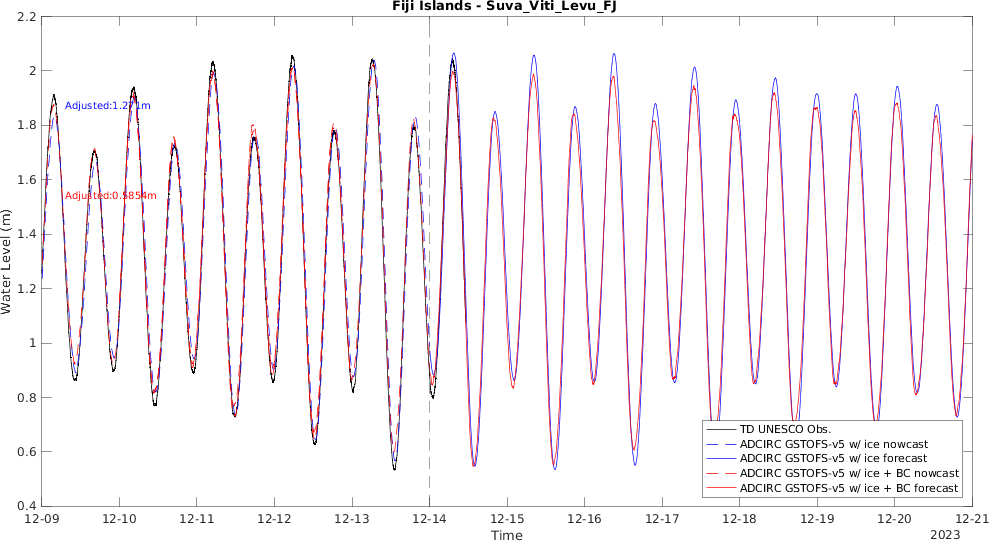 Fiji Islands - Suva_Viti_Levu_FJ
2.2
2
1.8
1.6
1.4
1.2
1
0.8
0.6
0.4
Water Level (m)
Adjusted:1.271m
Adjusted:0.5854m
TD UNESCO Obs.
ADCIRC GSTOFS-v5 w/ ice nowcast
ADCIRC GSTOFS-v5 w/ ice forecast
ADCIRC GSTOFS-v5 w/ ice + BC nowcast
ADCIRC GSTOFS-v5 w/ ice + BC forecast
12-09 12-10 12-11 12-12 12-13 12-14 12-15 12-16 12-17 12-18 12-19 12-20 12-21
Time
2023